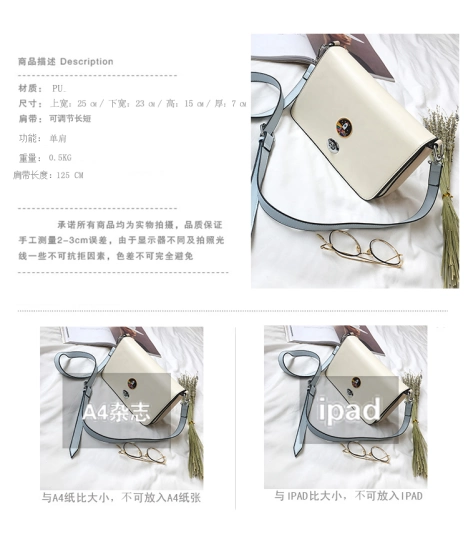 商品描述 Description
材质： PU.
尺寸：上宽：25 ㎝ / 下宽：23 ㎝ / 高：15 ㎝ / 厚：7 ㎝
肩带：可调节长短
功能：单肩
重量：0.5KG
肩带长度：125 CM
承诺所有商品均为实物拍摄，品质保证
手工测量2-3cm误差，由于显示器不同及拍照光
线一些不可抗拒因素，色差不可完全避免
A4杂志
ipad
与A4纸比大小，不可放入A4纸张
与IPAD比大小，不可放入IPAD